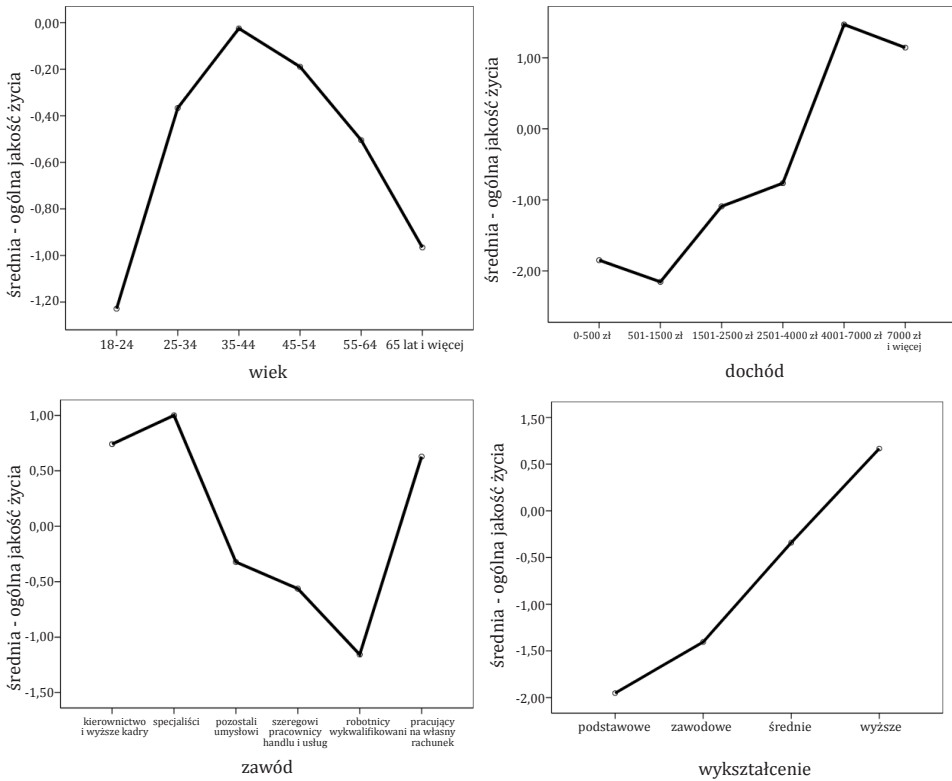 0,00
-0,20
-0,40
-0,60
-0,80
-1,00
-1,20
średnia - ogólna jakość życia
18-24 25-34 35-44 45-54 55-64 65 lat i więcej
wiek
1,00
0,00
-1,00
-2,00
średnia - ogólna jakość życia
0-500 zł 501-1500 zł 1501-2500 zł 2501-4000 zł 4001-7000 zł 7000 zł
i więcej
dochód
1,00
0,50
0,00
-0,50
-1,00
-1,50
średnia - ogólna jakość życia
kierownictwo specjaliści pozostali szeregowi robotnicy pracujący
i wyższe kadry umysłowi pracownicy wykwalifikowani na własny
handlu i usług rachunek
zawód
1,50
0,50
0,00
-0,50
-1,00
-1,50
-2,00
średnia - ogólna jakość życia
podstawowe zawodowe średnie wyższe
wykształcenie